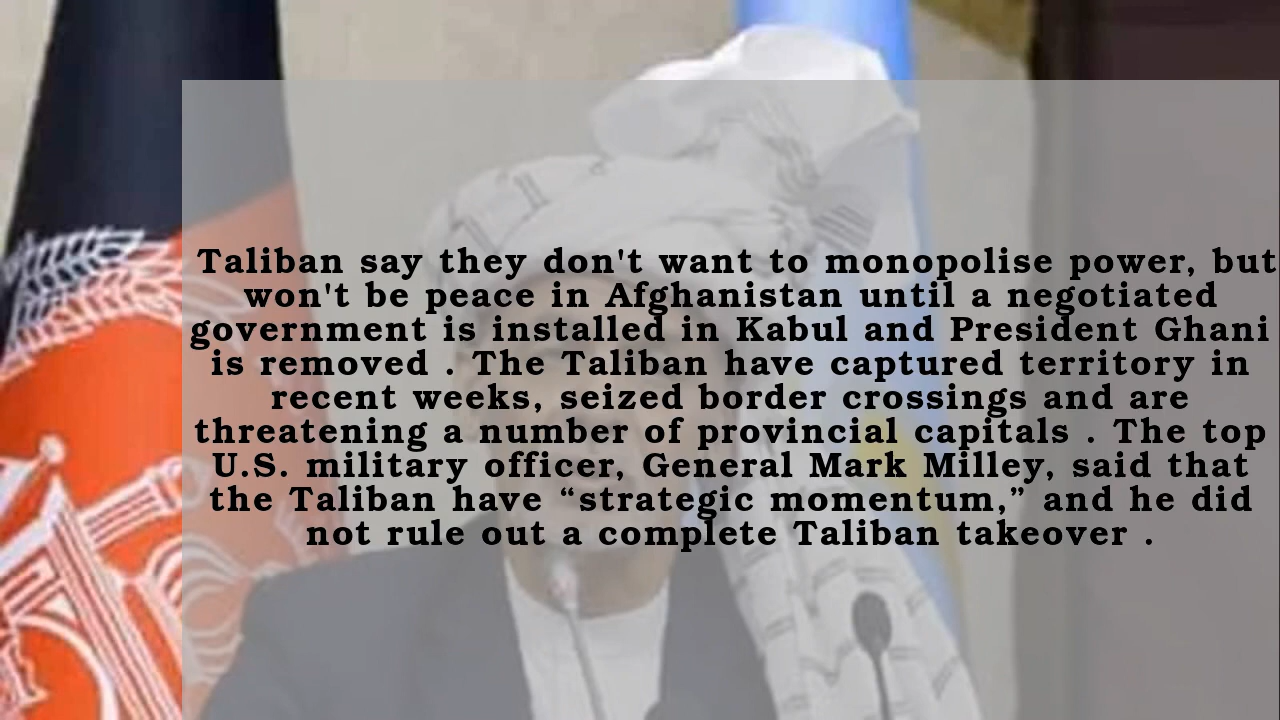 Taliban say they don't want to monopolise power, but
won't be peace in Afghanistan until a negotiated
government is installed in Kabul and President Ghani
is removed . The Taliban have captured territory in
recent weeks, seized border crossings and are
threatening a number of provincial capitals . The top
U.S. military officer, General Mark Milley, said that
the Taliban have “strategic momentum,” and he did
not rule out a complete Taliban takeover .